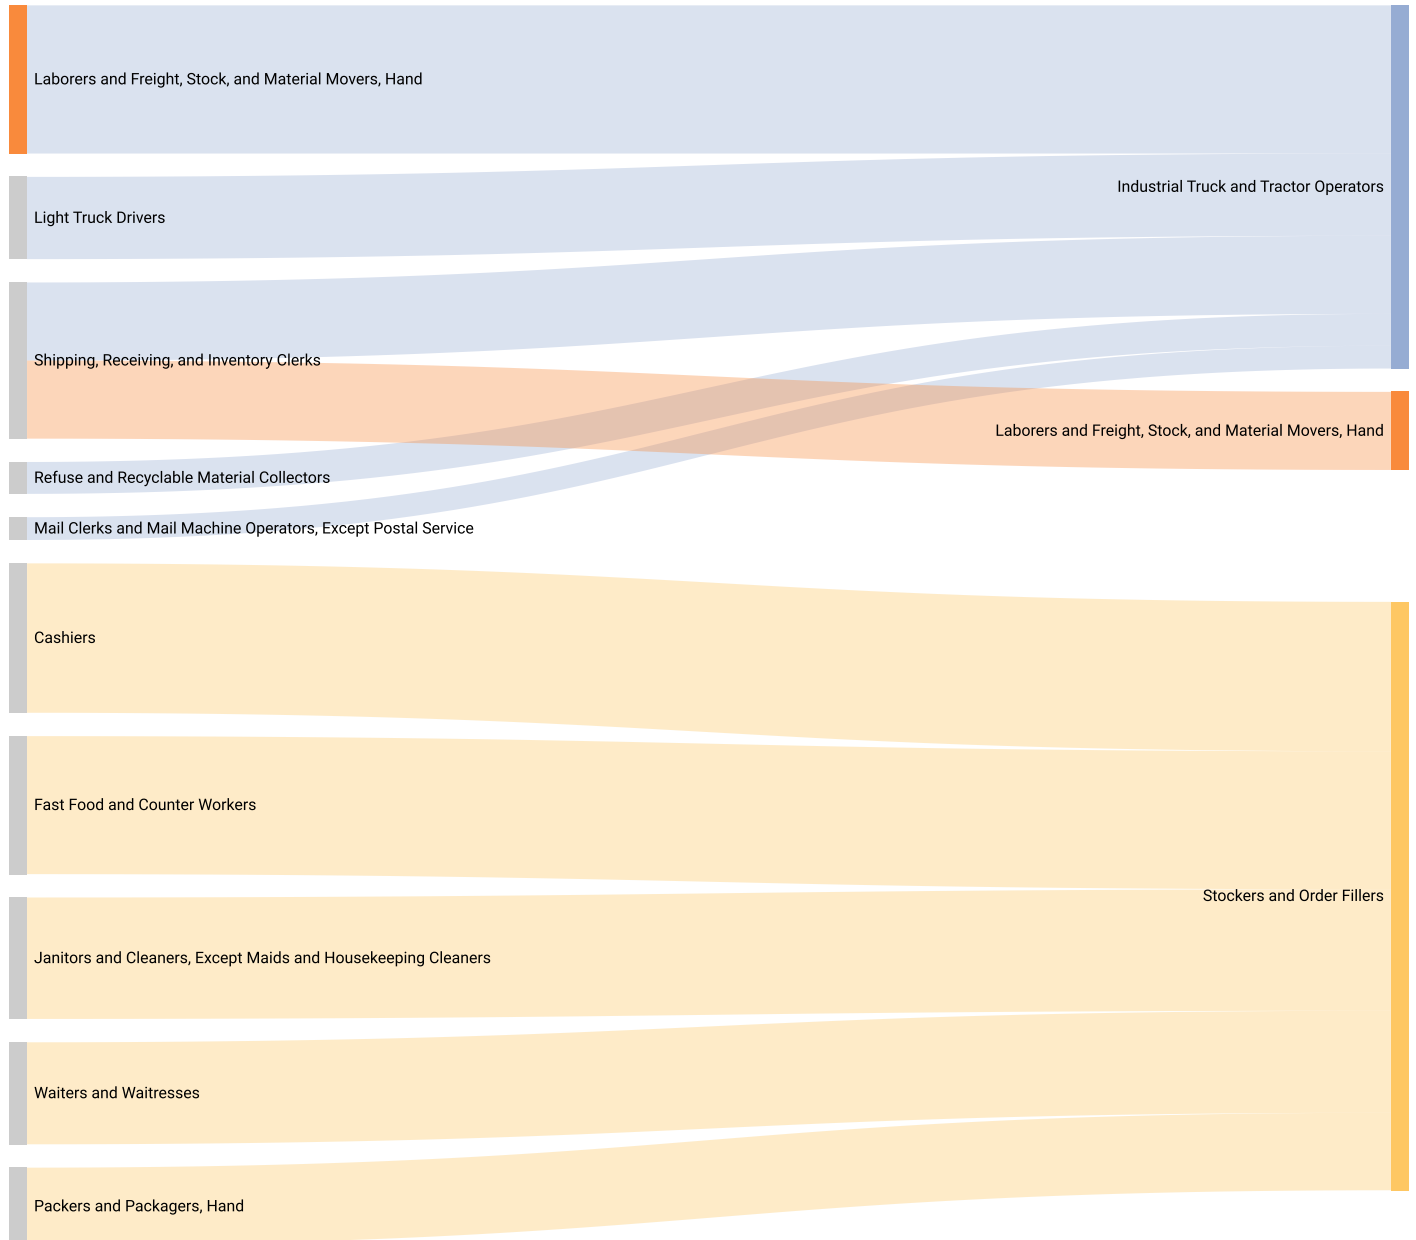 Laborers and Freight, Stock, and Material Movers, Hand
Industrial Truck and Tractor Operators
Light Truck Drivers
Shipping, Receiving, and Inventory Clerks
Laborers and Freight, Stock, and Material Movers, Hand
Refuse and Recyclable Material Collectors
Mail Clerks and Mail Machine Operators, Except Postal Service
Cashiers
Fast Food and Counter Workers
Stockers and Order Fillers
Janitors and Cleaners, Except Maids and Housekeeping Cleaners
Waiters and Waitresses
Packers and Packagers, Hand